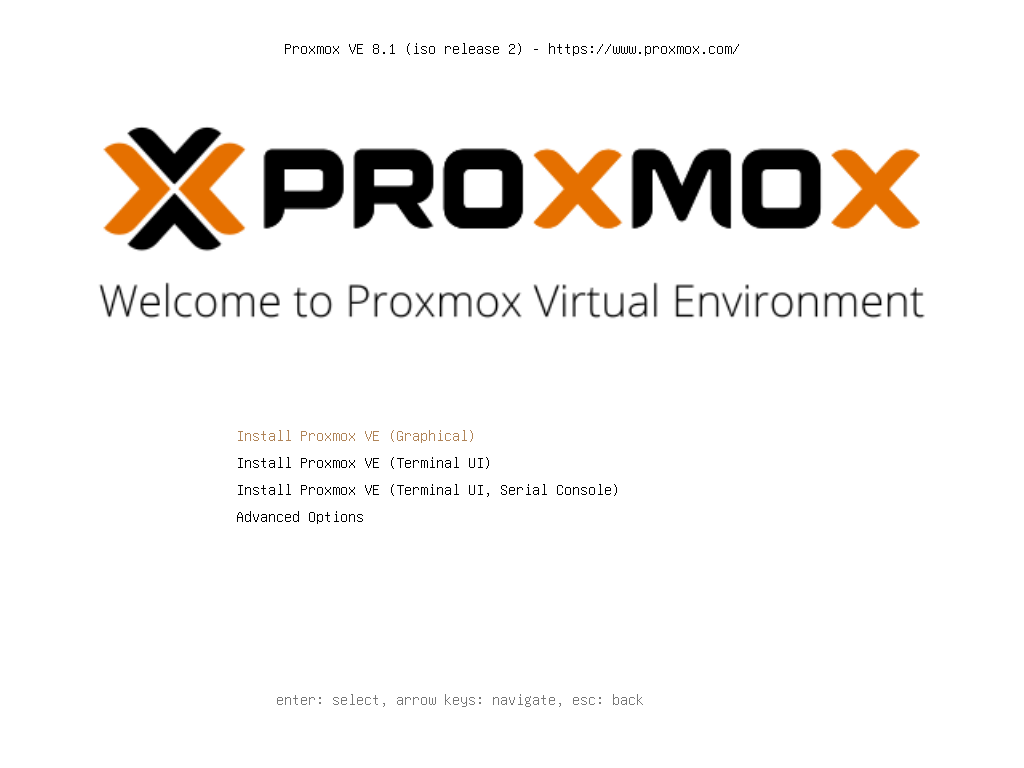 Proxmox VE 8.1 (iso release 2) - https://www.proxmox.com/
PROXMOX
Welcome to Proxmox Virtual Environment
Install Proxmox VE (Graphical)
Install Proxmox VE (Terminal UI)
Install Proxmox VE (Terminal UI, Serial Console)
Advanced Options
enter: select, arrow keys: navigate, esc: back